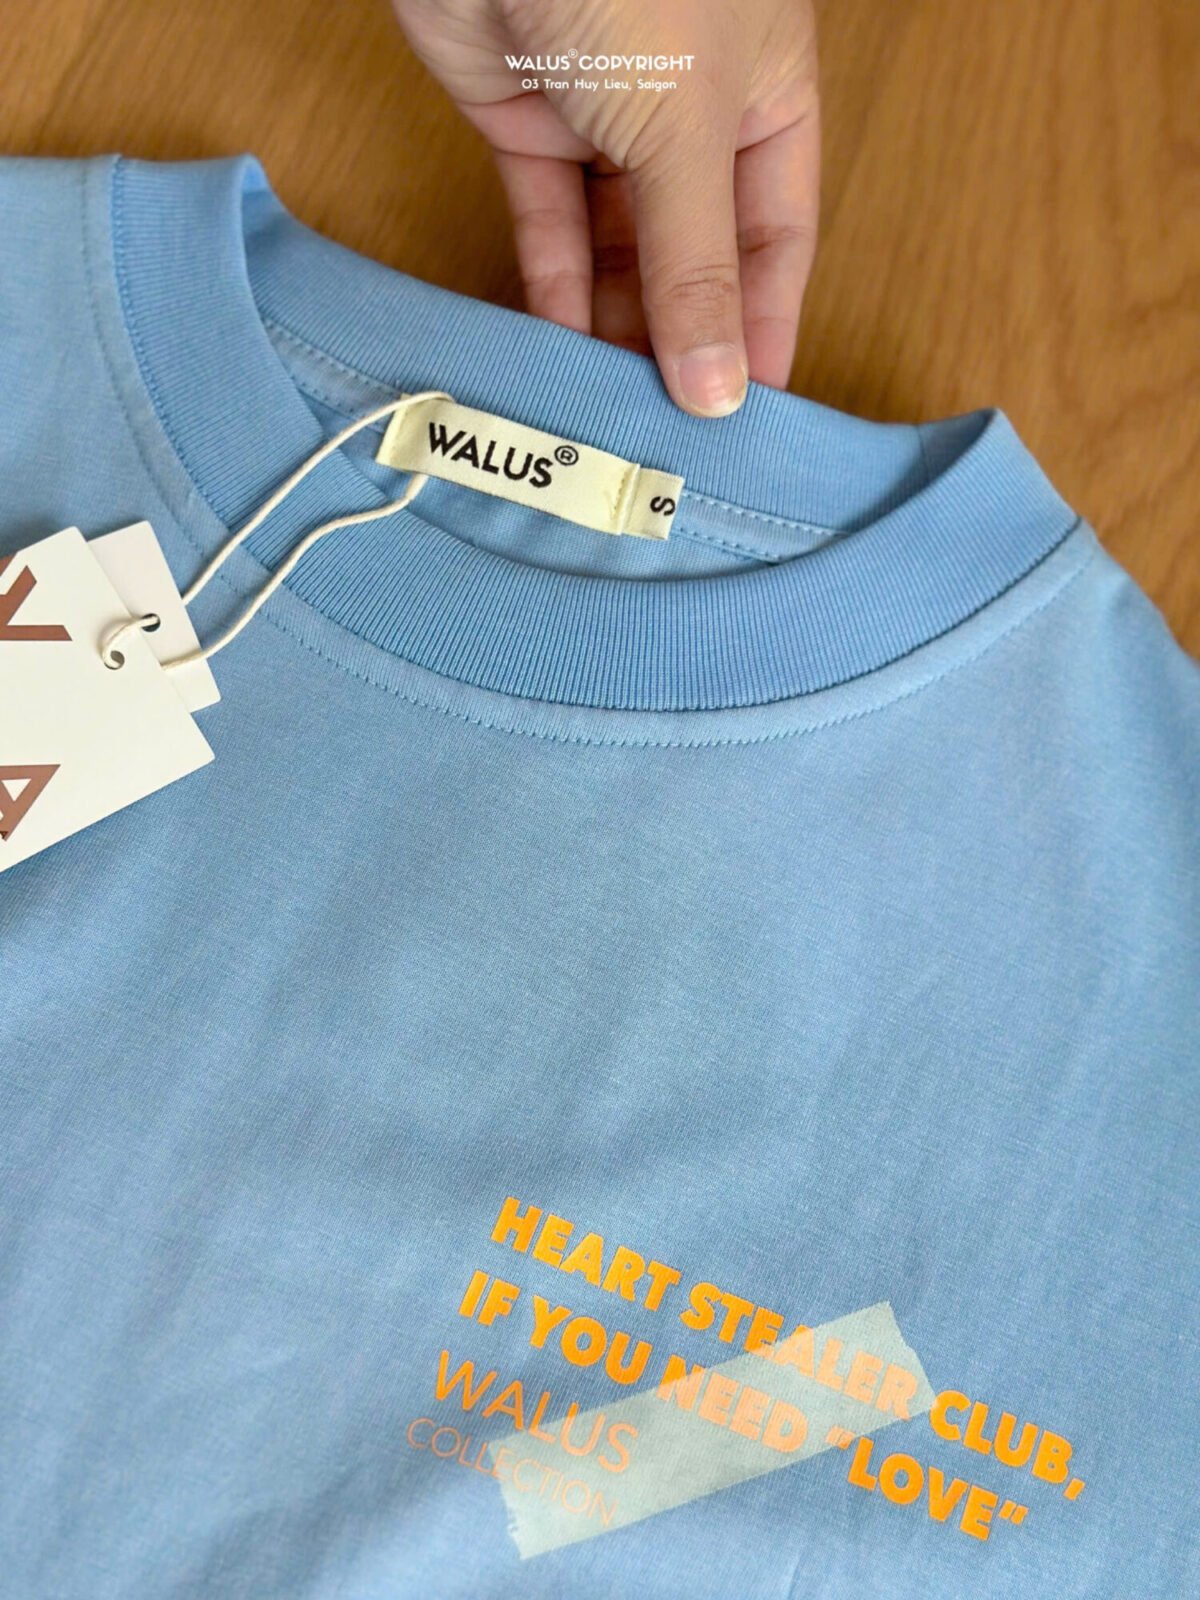 WALUS® COPYRIGHT
03 Tran Huy Lieu, Saigon
WALUS®
S
HEART STEALER CLUB,
IF YOU NEED "LOVE"
WALUS
COLLECTION